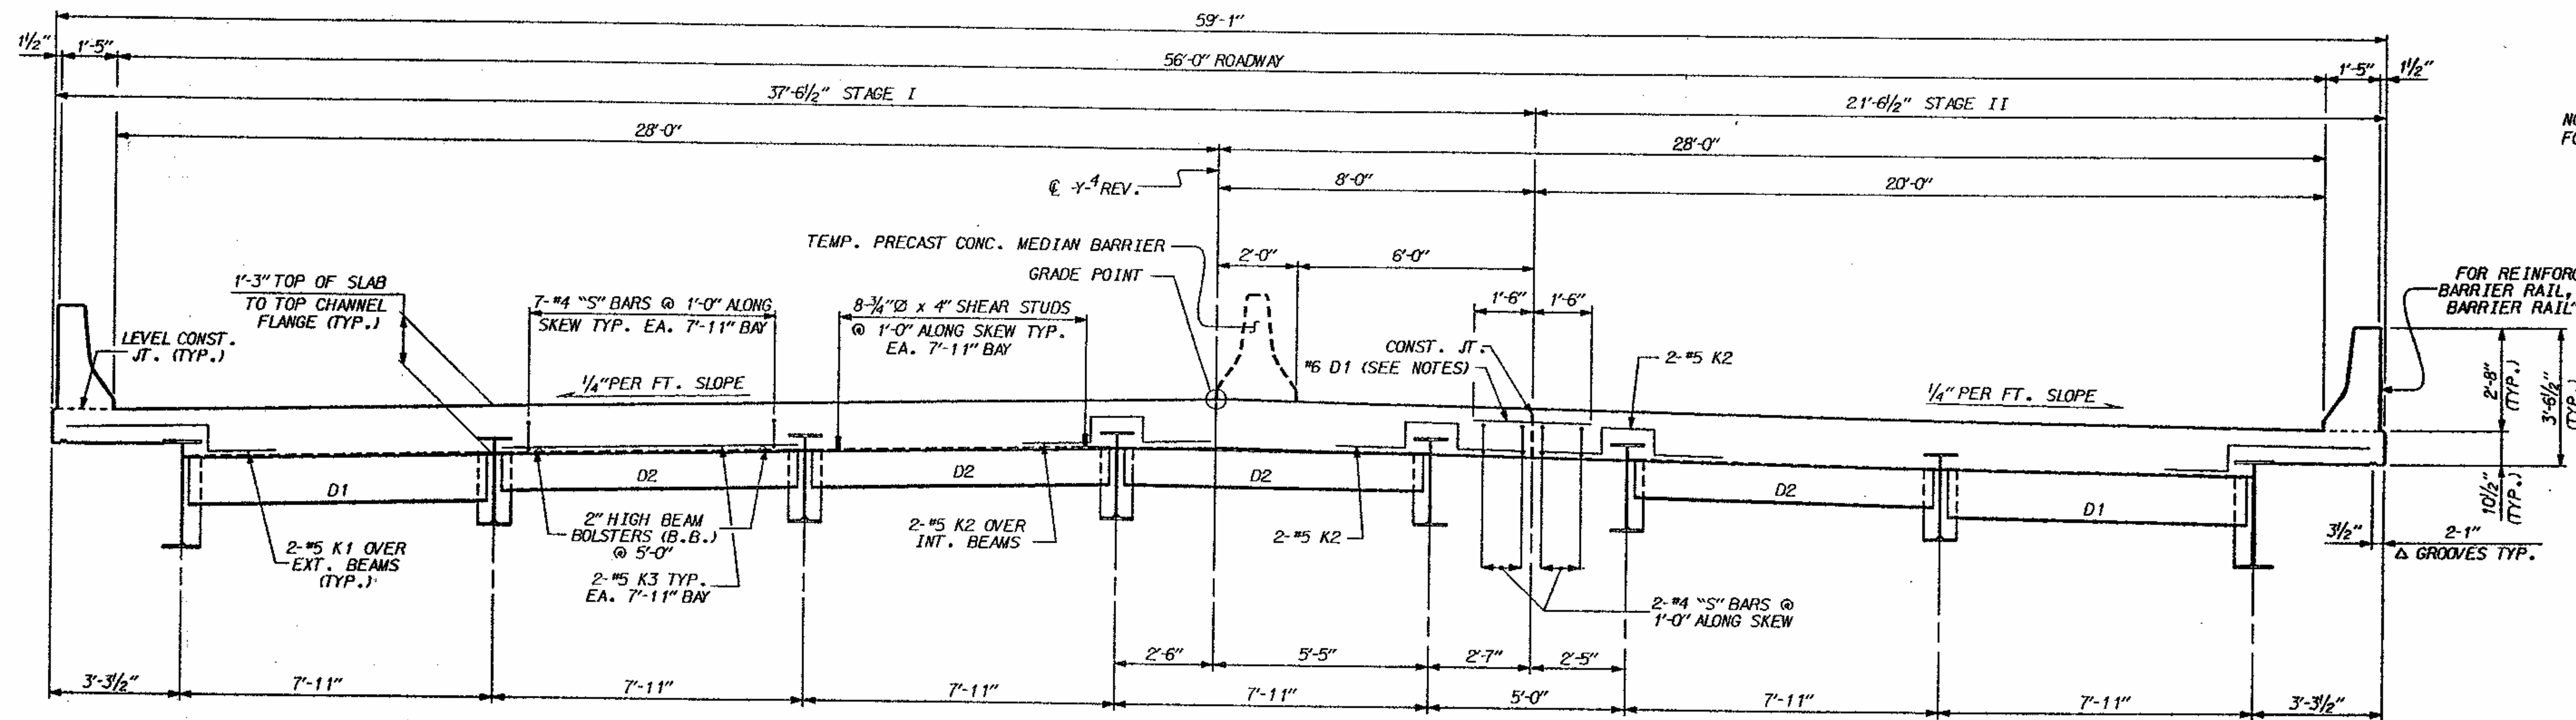 59'-1"
1½" 1'-5" 56'-0" ROADWAY 1'-5" 1½"
37'-6½" STAGE I 21'-6½" STAGE II
28'-0" 28'-0"
NO
FO
℄ -Y-4 REV. 8'-0" 20'-0"
TEMP. PRECAST CONC. MEDIAN BARRIER
GRADE POINT
2'-0" 6'-0"
1'-3" TOP OF SLAB
TO TOP CHANNEL
FLANGE (TYP.)
7-#4 "S" BARS @ 1'-0" ALONG
SKEW TYP. EA. 7'-11" BAY
8-¾"Ø x 4" SHEAR STUDS
@ 1'-0" ALONG SKEW TYP.
EA. 7'-11" BAY
1'-6" 1'-6"
FOR REINFORC
BARRIER RAIL,
BARRIER RAIL"
LEVEL CONST.
JT. (TYP.)
CONST. JT.
#6 D1 (SEE NOTES)
2-#5 K2
¼" PER FT. SLOPE
¼" PER FT. SLOPE
2'-8"
(TYP.)
3'-6½"
(TYP.)
10½"
(TYP.)
D1 D2 D2 D2 D2 D1
2" HIGH BEAM
BOLSTERS (B.B.)
@ 5'-0"
2-#5 K2 OVER
INT. BEAMS
2-#5 K2
3½" 2-1"
Δ GROOVES TYP.
2-#5 K1 OVER
EXT. BEAMS
(TYP.)
2-#5 K3 TYP.
EA. 7'-11" BAY
2-#4 "S" BARS @
1'-0" ALONG SKEW
2'-6" 5'-5" 2'-7" 2'-5"
3'-3½" 7'-11" 7'-11" 7'-11" 7'-11" 5'-0" 7'-11" 7'-11" 3'-3½"